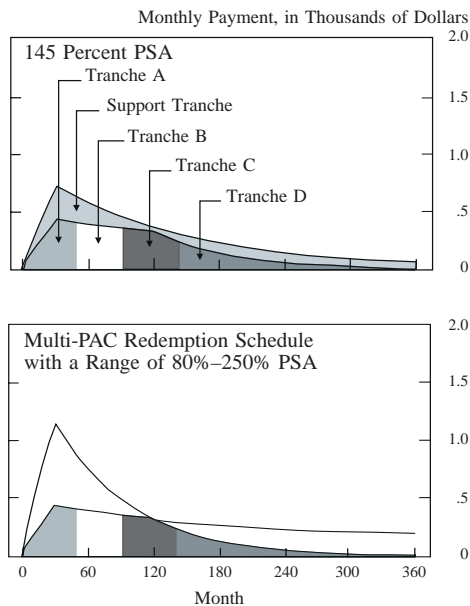 Monthly Payment, in Thousands of Dollars
2.0
145 Percent PSA
Tranche A
1.5
Support Tranche
Tranche B
1.0
Tranche C
Tranche D
.5
0
2.0
Multi-PAC Redemption Schedule
with a Range of 80%–250% PSA
1.5
1.0
.5
.0
0 60 120 180 240 300 360
Month